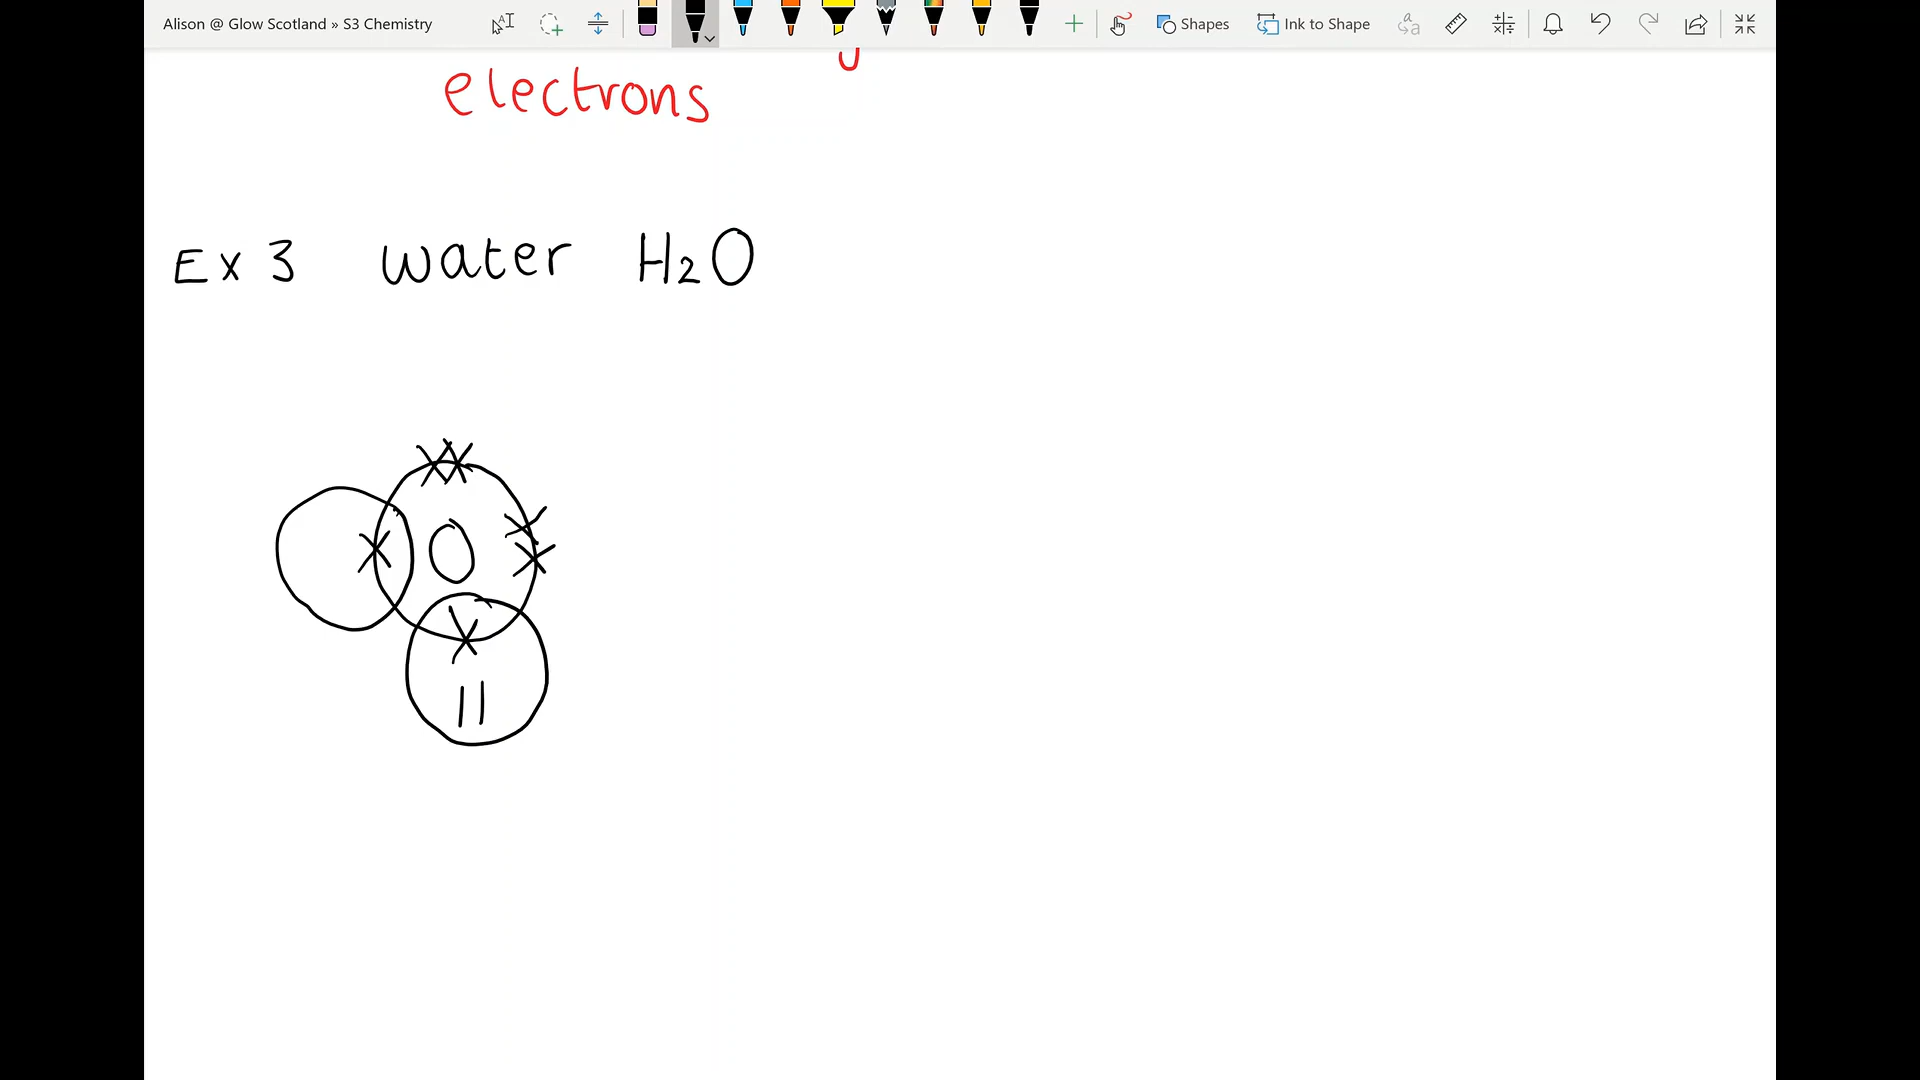 Alison @ Glow Scotland » S3 Chemistry
Shapes
Ink to Shape
electrons
Ex 3 water H2O
O